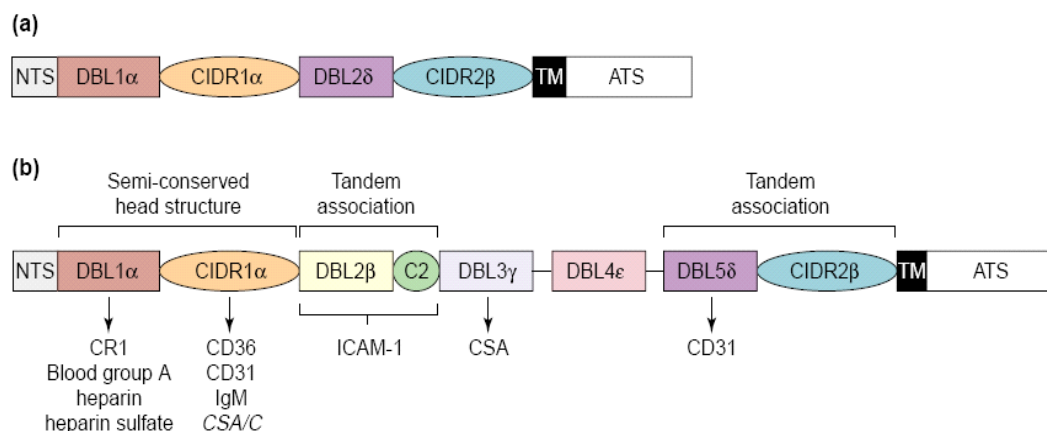 (a)
NTS DBL1α CIDR1α DBL2δ CIDR2β TM ATS
(b)
Semi-conserved head structure
Tandem association
Tandem association
NTS DBL1α CIDR1α DBL2β C2 DBL3γ DBL4ε DBL5δ CIDR2β TM ATS
CR1
Blood group A
heparin
heparin sulfate
CD36
CD31
IgM
CSA/C
ICAM-1
CSA
CD31